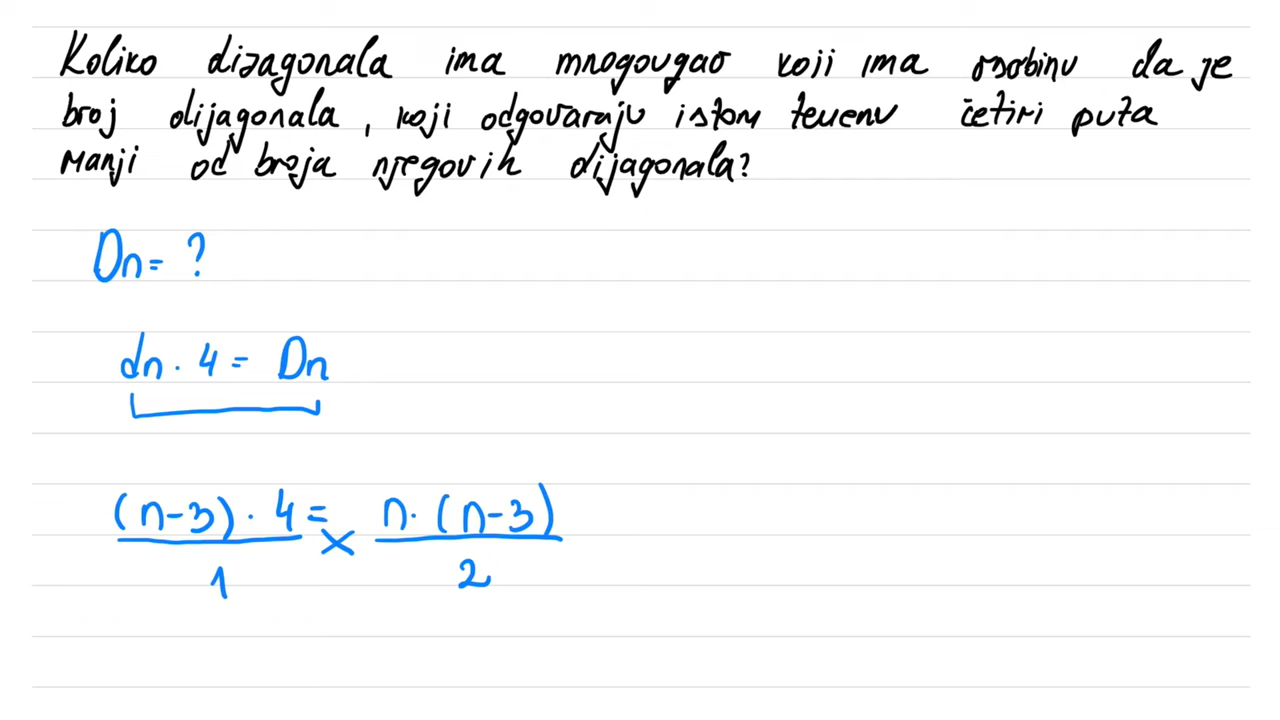 Koliko dijagonala ima mnogougao koji ima osobinu da je
broj dijagonala, koji odgovaraju istom temenu četiri puta
manji od broja njegovih dijagonala?
Dn = ?
dn · 4 = Dn
(n-3) · 4 = n · (n-3)
1 × 2